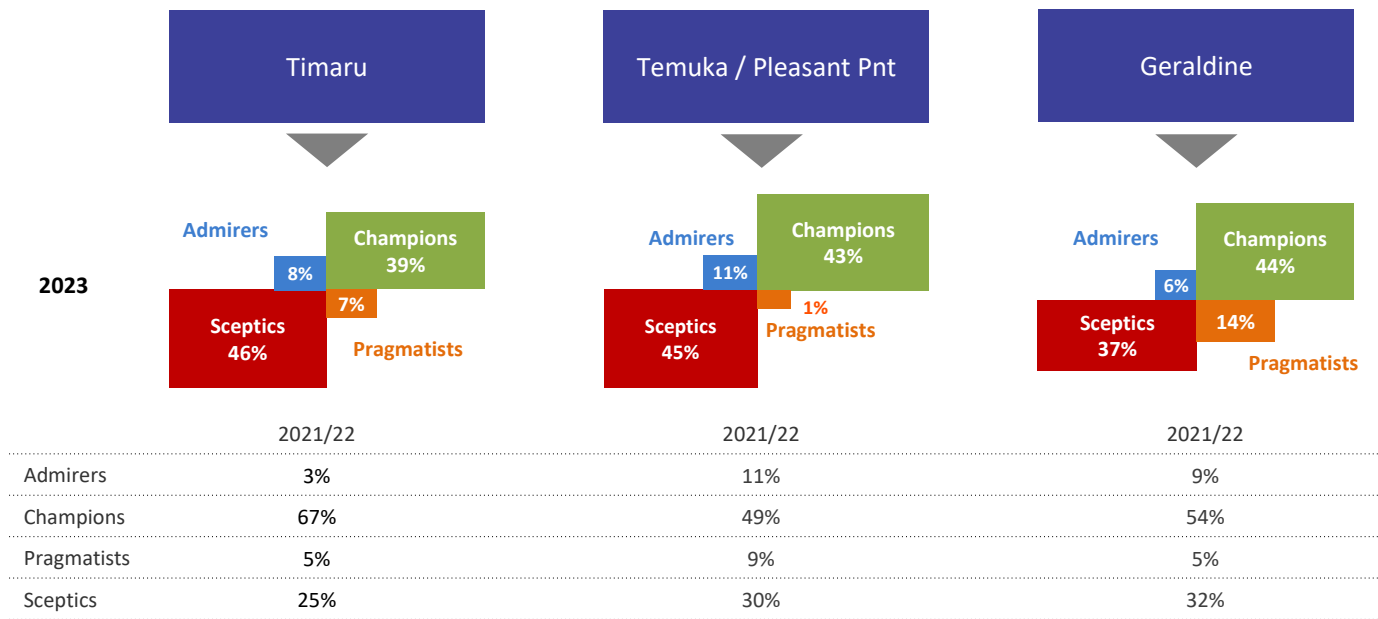 Timaru
Temuka / Pleasant Pnt
Geraldine
2023
Admirers
8%
Champions
39%
7%
Sceptics
46%
Pragmatists
Admirers
11%
Champions
43%
1%
Pragmatists
Sceptics
45%
Admirers
6%
Champions
44%
Sceptics
37%
14%
Pragmatists
2021/22 2021/22 2021/22
Admirers 3% 11% 9%
Champions 67% 49% 54%
Pragmatists 5% 9% 5%
Sceptics 25% 30% 32%